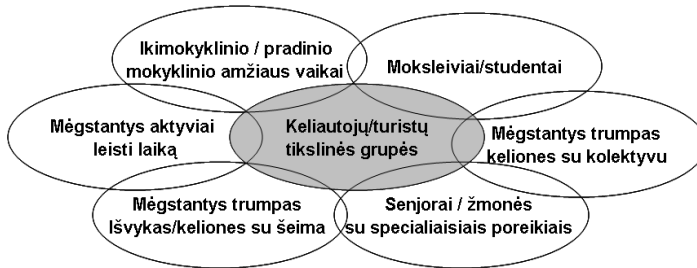 Ikimokyklinio / pradinio
mokyklinio amžiaus vaikai
Moksleiviai/studentai
Mėgstantys aktyviai
leisti laiką
Keliautojų/turistų
tikslinės grupės
Mėgstantys trumpas
keliones su kolektyvu
Mėgstantys trumpas
Išvykas/keliones su šeima
Senjorai / žmonės
su specialiaisiais poreikiais